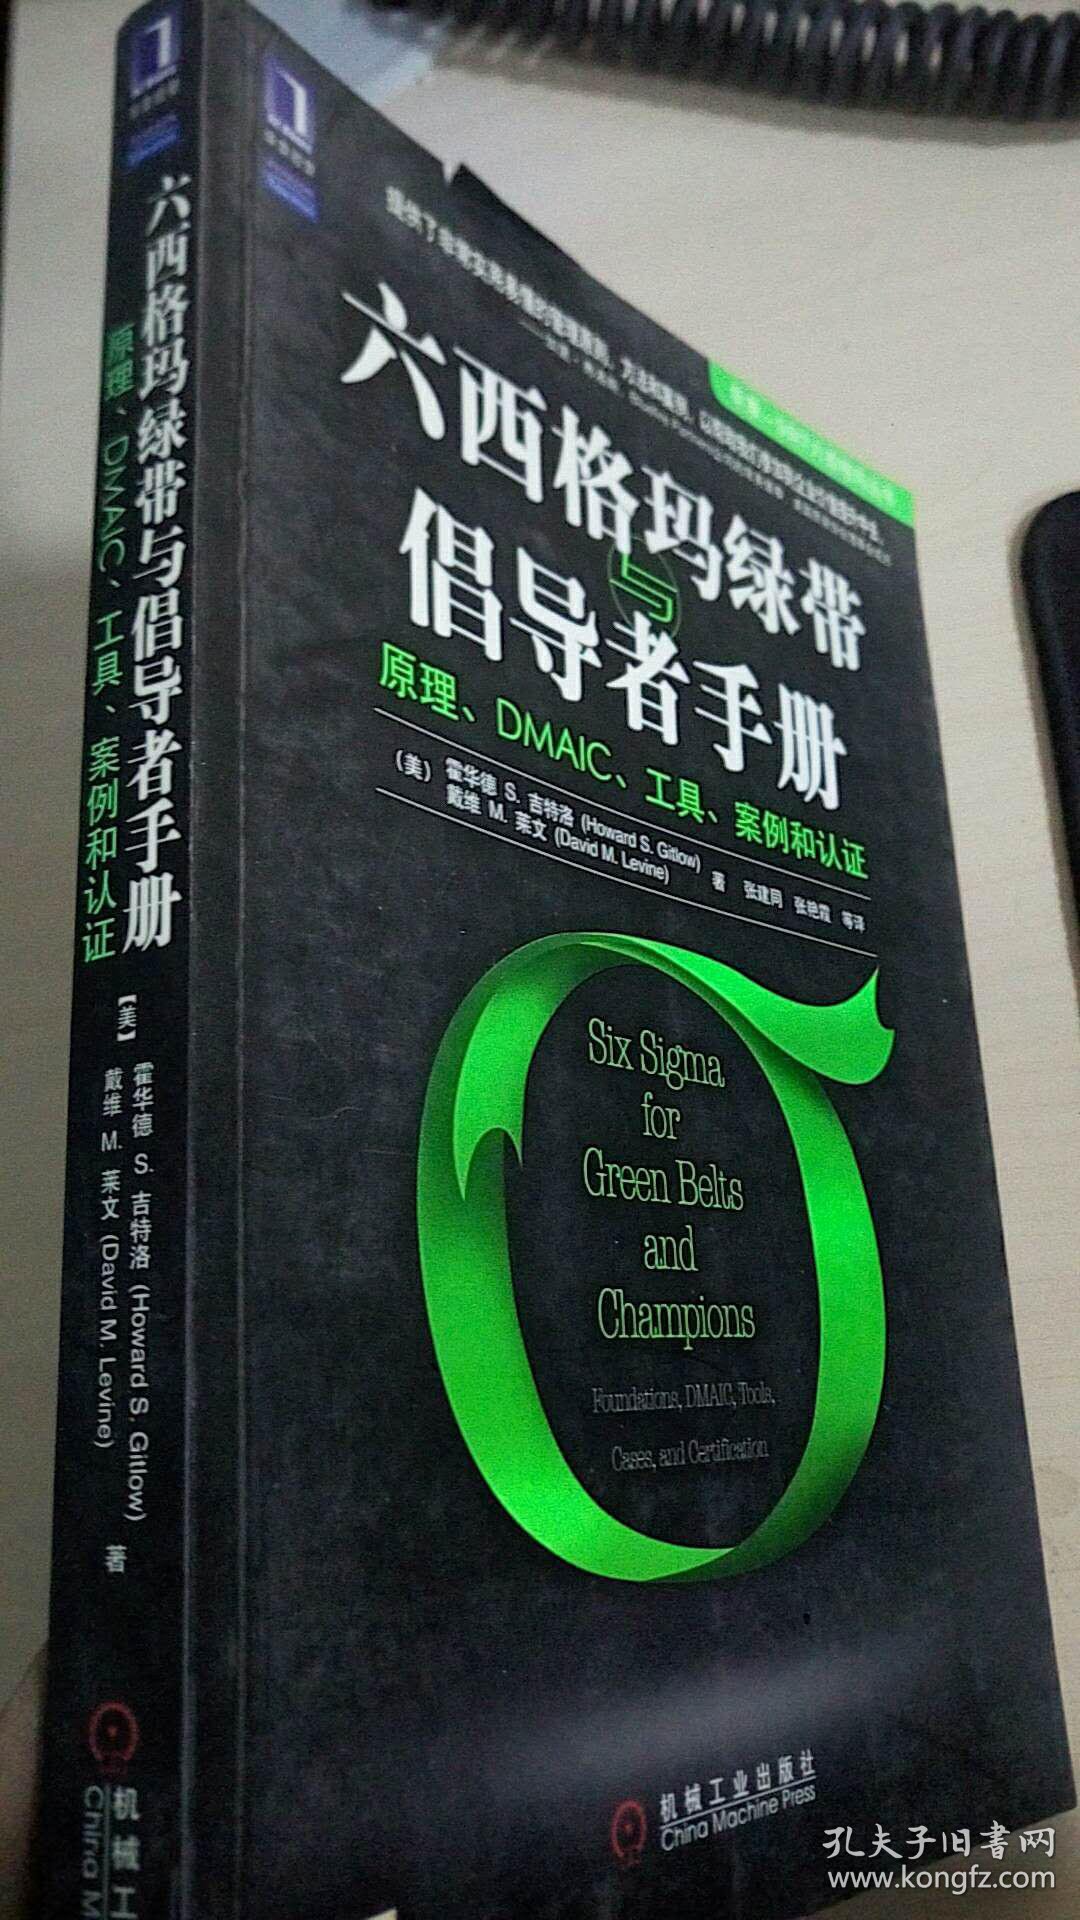 六西格玛绿带与倡导者手册
原理、DMAIC、工具、案例和认证
【美】
霍华德 S. 吉特洛 (Howard S. Gitlow)
戴维 M. 莱文 (David M. Levine)
著
机械工
China M
六西格玛绿带
与
倡导者手册
原理、DMAIC、工具、案例和认证
(美) 霍华德 S. 吉特洛 (Howard S. Gitlow)
戴维 M. 莱文 (David M. Levine) 著 张建同 张艳霞 等译
Six Sigma
for
Green Belts
and
Champions
Foundations, DMAIC, Tools,
Cases, and Certification
机械工业出版社
China Machine Press
孔夫子旧書网
www.kongfz.com